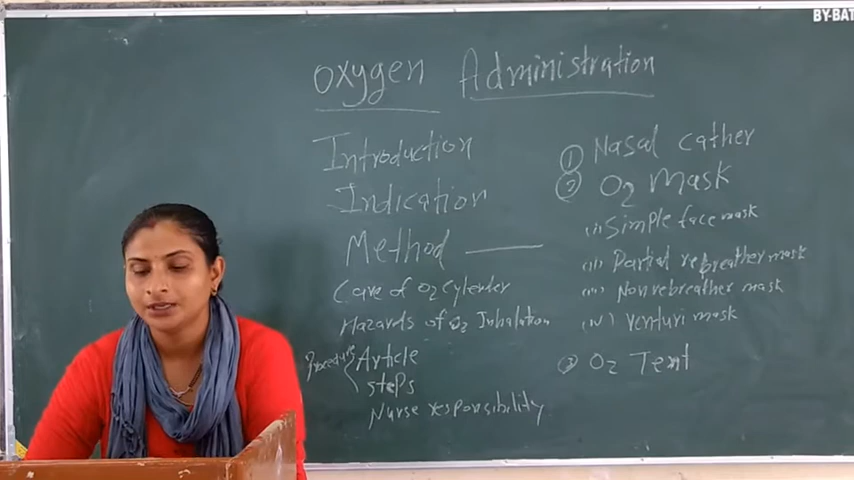 BY-BAT
Oxygen Administration
Introduction
Indication
Method
Care of O2 cylender
Hazards of O2 Inhalation
Procedure Article
steps
Nurse responsibility
① Nasal cather
② O2 Mask
(i) Simple face mask
(ii) Partial rebreather mask
(iii) Nonrebreather mask
(iv) venturi mask
③ O2 Tent